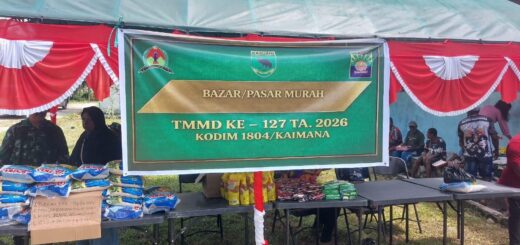 BAZAR/PASAR MURAH
TMMD KE – 127 TA. 2026
KODIM 1804/KAIMANA